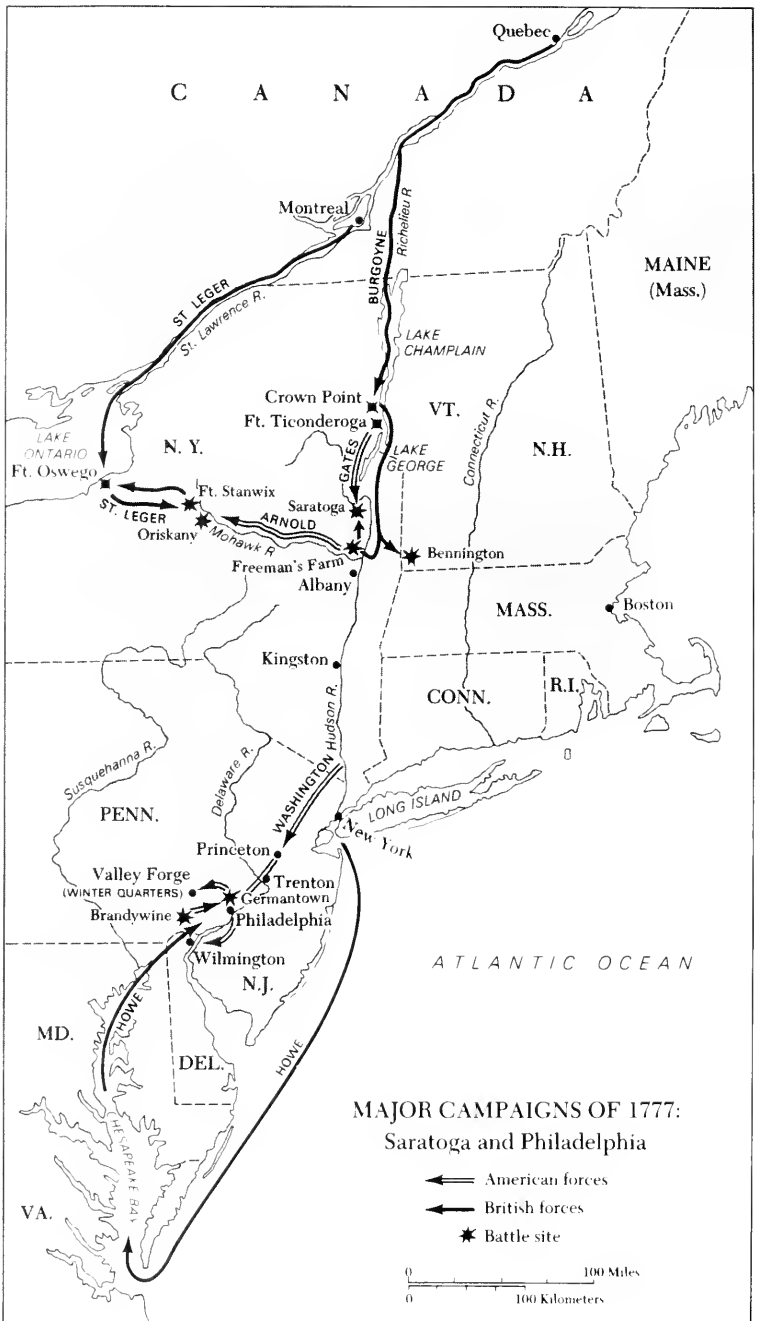 Quebec
C A N A D A
Montreal
Richelieu R
BURGOYNE
MAINE
(Mass.)
ST. LEGER
St. Lawrence R.
LAKE
CHAMPLAIN
Crown Point
Ft. Ticonderoga
VT.
Connecticut R.
N.H.
LAKE
ONTARIO
N. Y.
Ft. Oswego
GATES
LAKE
GEORGE
Ft. Stanwix
Saratoga
ST. LEGER
ARNOLD
Oriskany
Mohawk R
Freeman's Farm
Bennington
Albany
MASS.
Boston
Kingston
Hudson R.
CONN.
R.I.
Susquehanna R.
Delaware R.
WASHINGTON
LONG ISLAND
PENN.
New York
Princeton
Valley Forge
(WINTER QUARTERS)
Trenton
Germantown
Brandywine
Philadelphia
Wilmington
N.J.
ATLANTIC OCEAN
HOWE
MD.
DEL.
HOWE
CHESAPEAKE BAY
VA.
MAJOR CAMPAIGNS OF 1777:
Saratoga and Philadelphia
American forces
British forces
Battle site
0 100 Miles
0 100 Kilometers